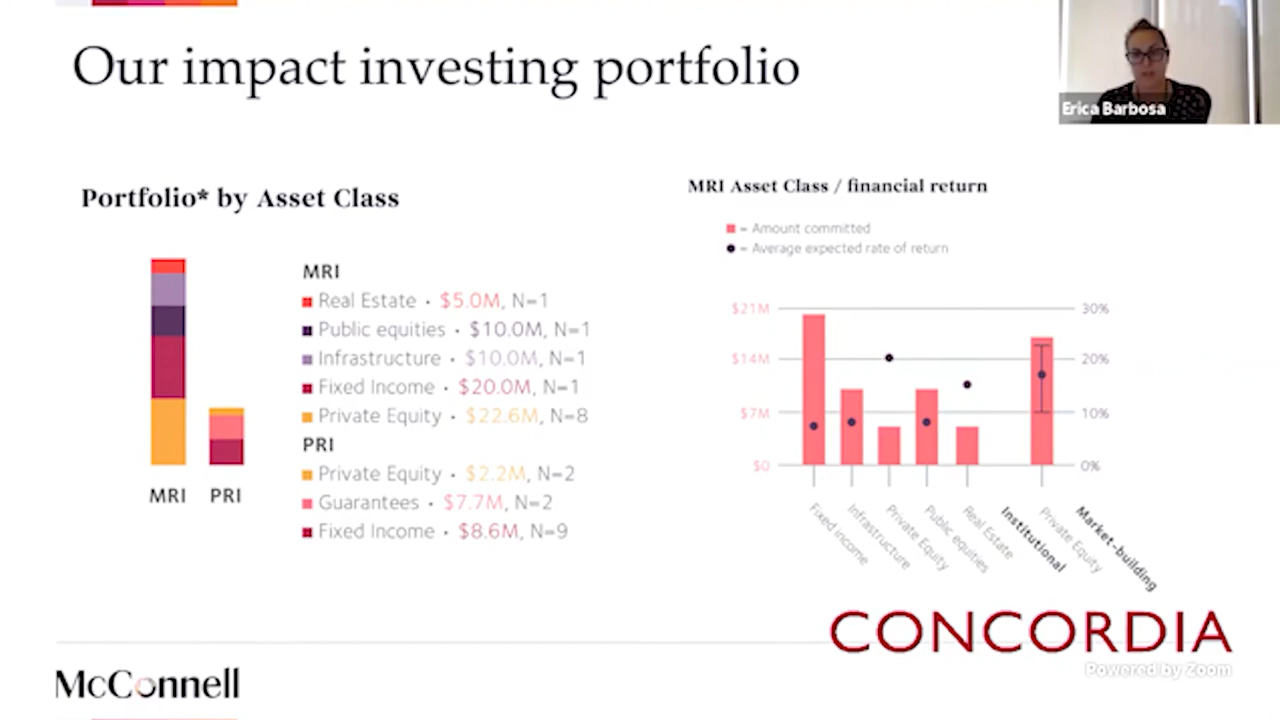 Our impact investing portfolio
Erica Barbosa
Portfolio* by Asset Class
MRI
Real Estate • $5.0M, N=1
Public equities • $10.0M, N=1
Infrastructure • $10.0M, N=1
Fixed Income • $20.0M, N=1
Private Equity • $22.6M, N=8
PRI
Private Equity • $2.2M, N=2
Guarantees • $7.7M, N=2
Fixed Income • $8.6M, N=9
MRI PRI
MRI Asset Class / financial return
= Amount committed
= Average expected rate of return
$21M 30%
$14M 20%
$7M 10%
$0 0%
Fixed income
Infrastructure
Private Equity
Public equities
Real Estate
Institutional
Private Equity
Market-building
CONCORDIA
Powered by Zoom
McConnell